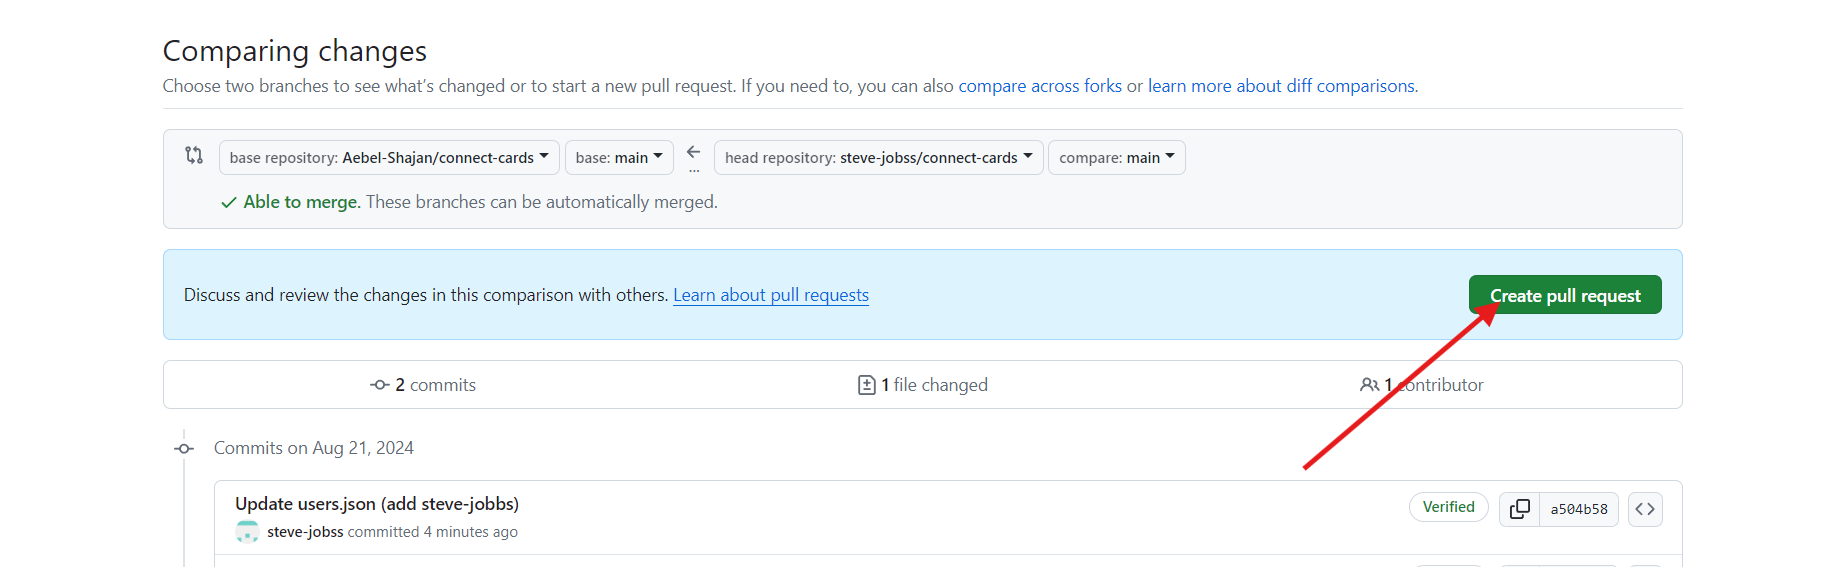 Comparing changes
Choose two branches to see what's changed or to start a new pull request. If you need to, you can also compare across forks or learn more about diff comparisons.
base repository: Aebel-Shajan/connect-cards base: main ... head repository: steve-jobss/connect-cards compare: main
Able to merge. These branches can be automatically merged.
Discuss and review the changes in this comparison with others. Learn about pull requests Create pull request
2 commits 1 file changed 1 contributor
Commits on Aug 21, 2024
Update users.json (add steve-jobbs) Verified a504b58
steve-jobss committed 4 minutes ago